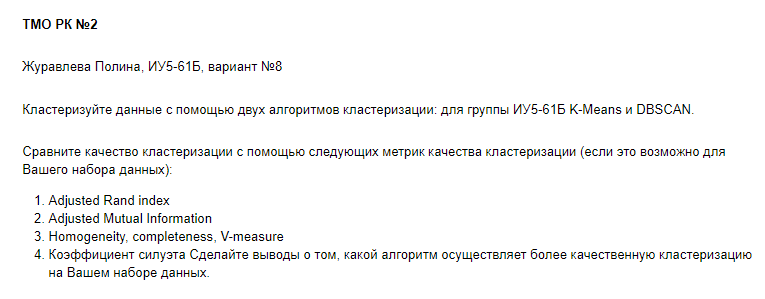 ТМО РК №2
Журавлева Полина, ИУ5-61Б, вариант №8
Кластеризуйте данные с помощью двух алгоритмов кластеризации: для группы ИУ5-61Б K-Means и DBSCAN.
Сравните качество кластеризации с помощью следующих метрик качества кластеризации (если это возможно для
Вашего набора данных):
1. Adjusted Rand index
2. Adjusted Mutual Information
3. Homogeneity, completeness, V-measure
4. Коэффициент силуэта Сделайте выводы о том, какой алгоритм осуществляет более качественную кластеризацию
на Вашем наборе данных.